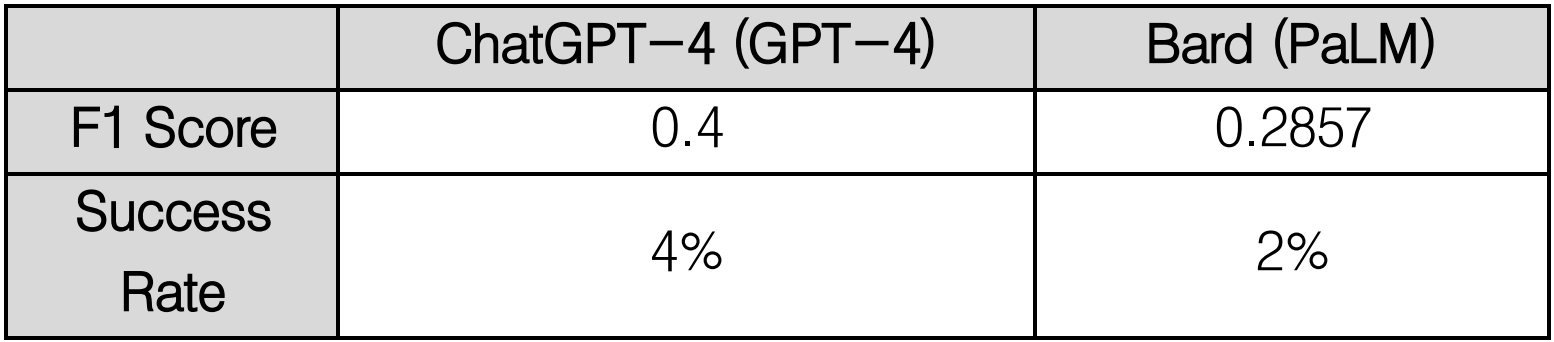 ChatGPT-4 (GPT-4) Bard (PaLM)
F1 Score 0.4 0.2857
Success
Rate 4% 2%